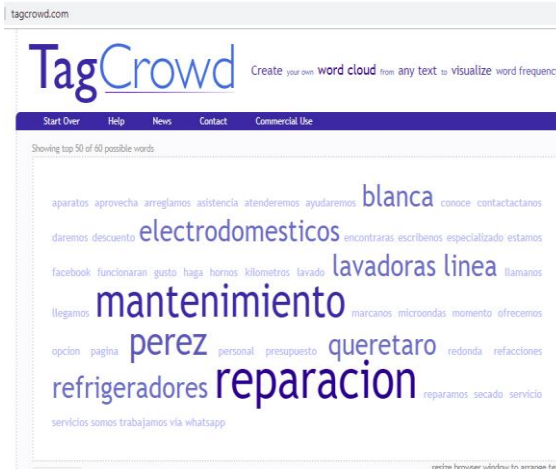 tagcrowd.com
TagCrowd Create your own word cloud from any text to visualize word frequenc
Start Over Help News Contact Commercial Use
Showing top 50 of 60 possible words
aparatos aprovecha arreglamos asistencia atenderemos ayudaremos blanca conoce contactactanos
daremos descuento electrodomesticos encontraras escribenos especializado estamos
facebook funcionaran gusto haga hornos kilometros lavado lavadoras linea llamanos
llegamos mantenimiento marcanos microondas momento ofrecemos
opcion pagina perez personal presupuesto queretaro redonda refacciones
refrigeradores reparacion reparamos secado servicio
servicios somos trabajamos via whatsapp
resize browser window to arrange te